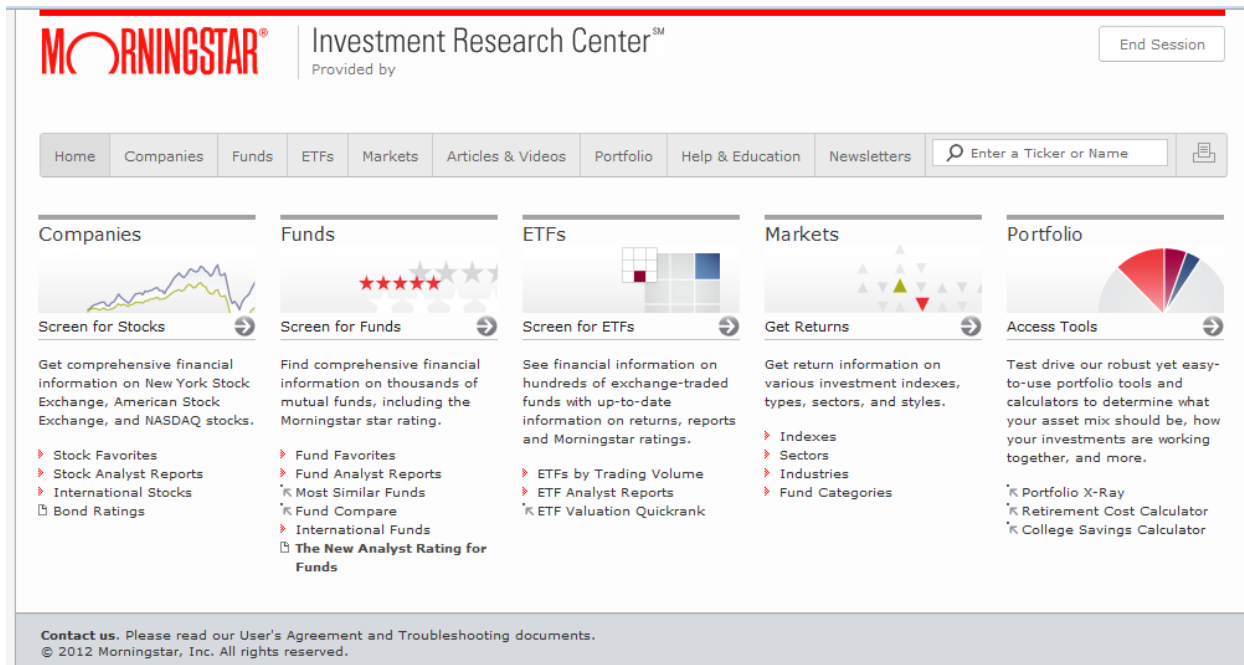 MORNINGSTAR®
Investment Research Center℠
Provided by
End Session
Home
Companies
Funds
ETFs
Markets
Articles & Videos
Portfolio
Help & Education
Newsletters
Enter a Ticker or Name
Companies
Screen for Stocks
Get comprehensive financial
information on New York Stock
Exchange, American Stock
Exchange, and NASDAQ stocks.
Stock Favorites
Stock Analyst Reports
International Stocks
Bond Ratings
Funds
Screen for Funds
Find comprehensive financial
information on thousands of
mutual funds, including the
Morningstar star rating.
Fund Favorites
Fund Analyst Reports
Most Similar Funds
Fund Compare
International Funds
The New Analyst Rating for
Funds
ETFs
Screen for ETFs
See financial information on
hundreds of exchange-traded
funds with up-to-date
information on returns, reports
and Morningstar ratings.
ETFs by Trading Volume
ETF Analyst Reports
ETF Valuation Quickrank
Markets
Get Returns
Get return information on
various investment indexes,
types, sectors, and styles.
Indexes
Sectors
Industries
Fund Categories
Portfolio
Access Tools
Test drive our robust yet easy-
to-use portfolio tools and
calculators to determine what
your asset mix should be, how
your investments are working
together, and more.
Portfolio X-Ray
Retirement Cost Calculator
College Savings Calculator
Contact us. Please read our User's Agreement and Troubleshooting documents.
© 2012 Morningstar, Inc. All rights reserved.